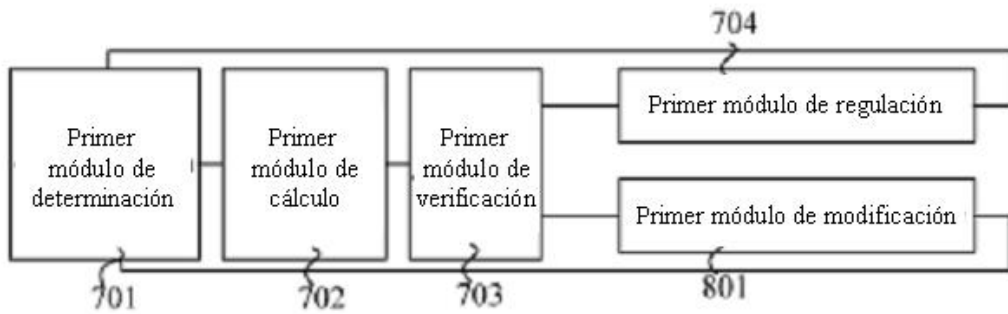 704
Primer
módulo de
determinación
Primer
módulo de
cálculo
Primer
módulo de
verificación
Primer módulo de regulación
Primer módulo de modificación
701
702
703
801